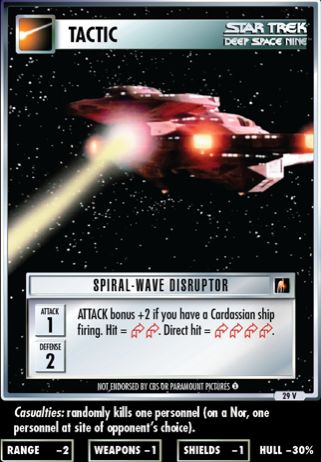 TACTIC
STAR TREK
DEEP SPACE NINE
SPIRAL-WAVE DISRUPTOR
ATTACK
1
DEFENSE
2
ATTACK bonus +2 if you have a Cardassian ship
firing. Hit = . Direct hit = .
NOT ENDORSED BY CBS OR PARAMOUNT PICTURES
29 V
Casualties: randomly kills one personnel (on a Nor, one
personnel at site of opponent's choice).
RANGE -2 WEAPONS -1 SHIELDS -1 HULL -30%